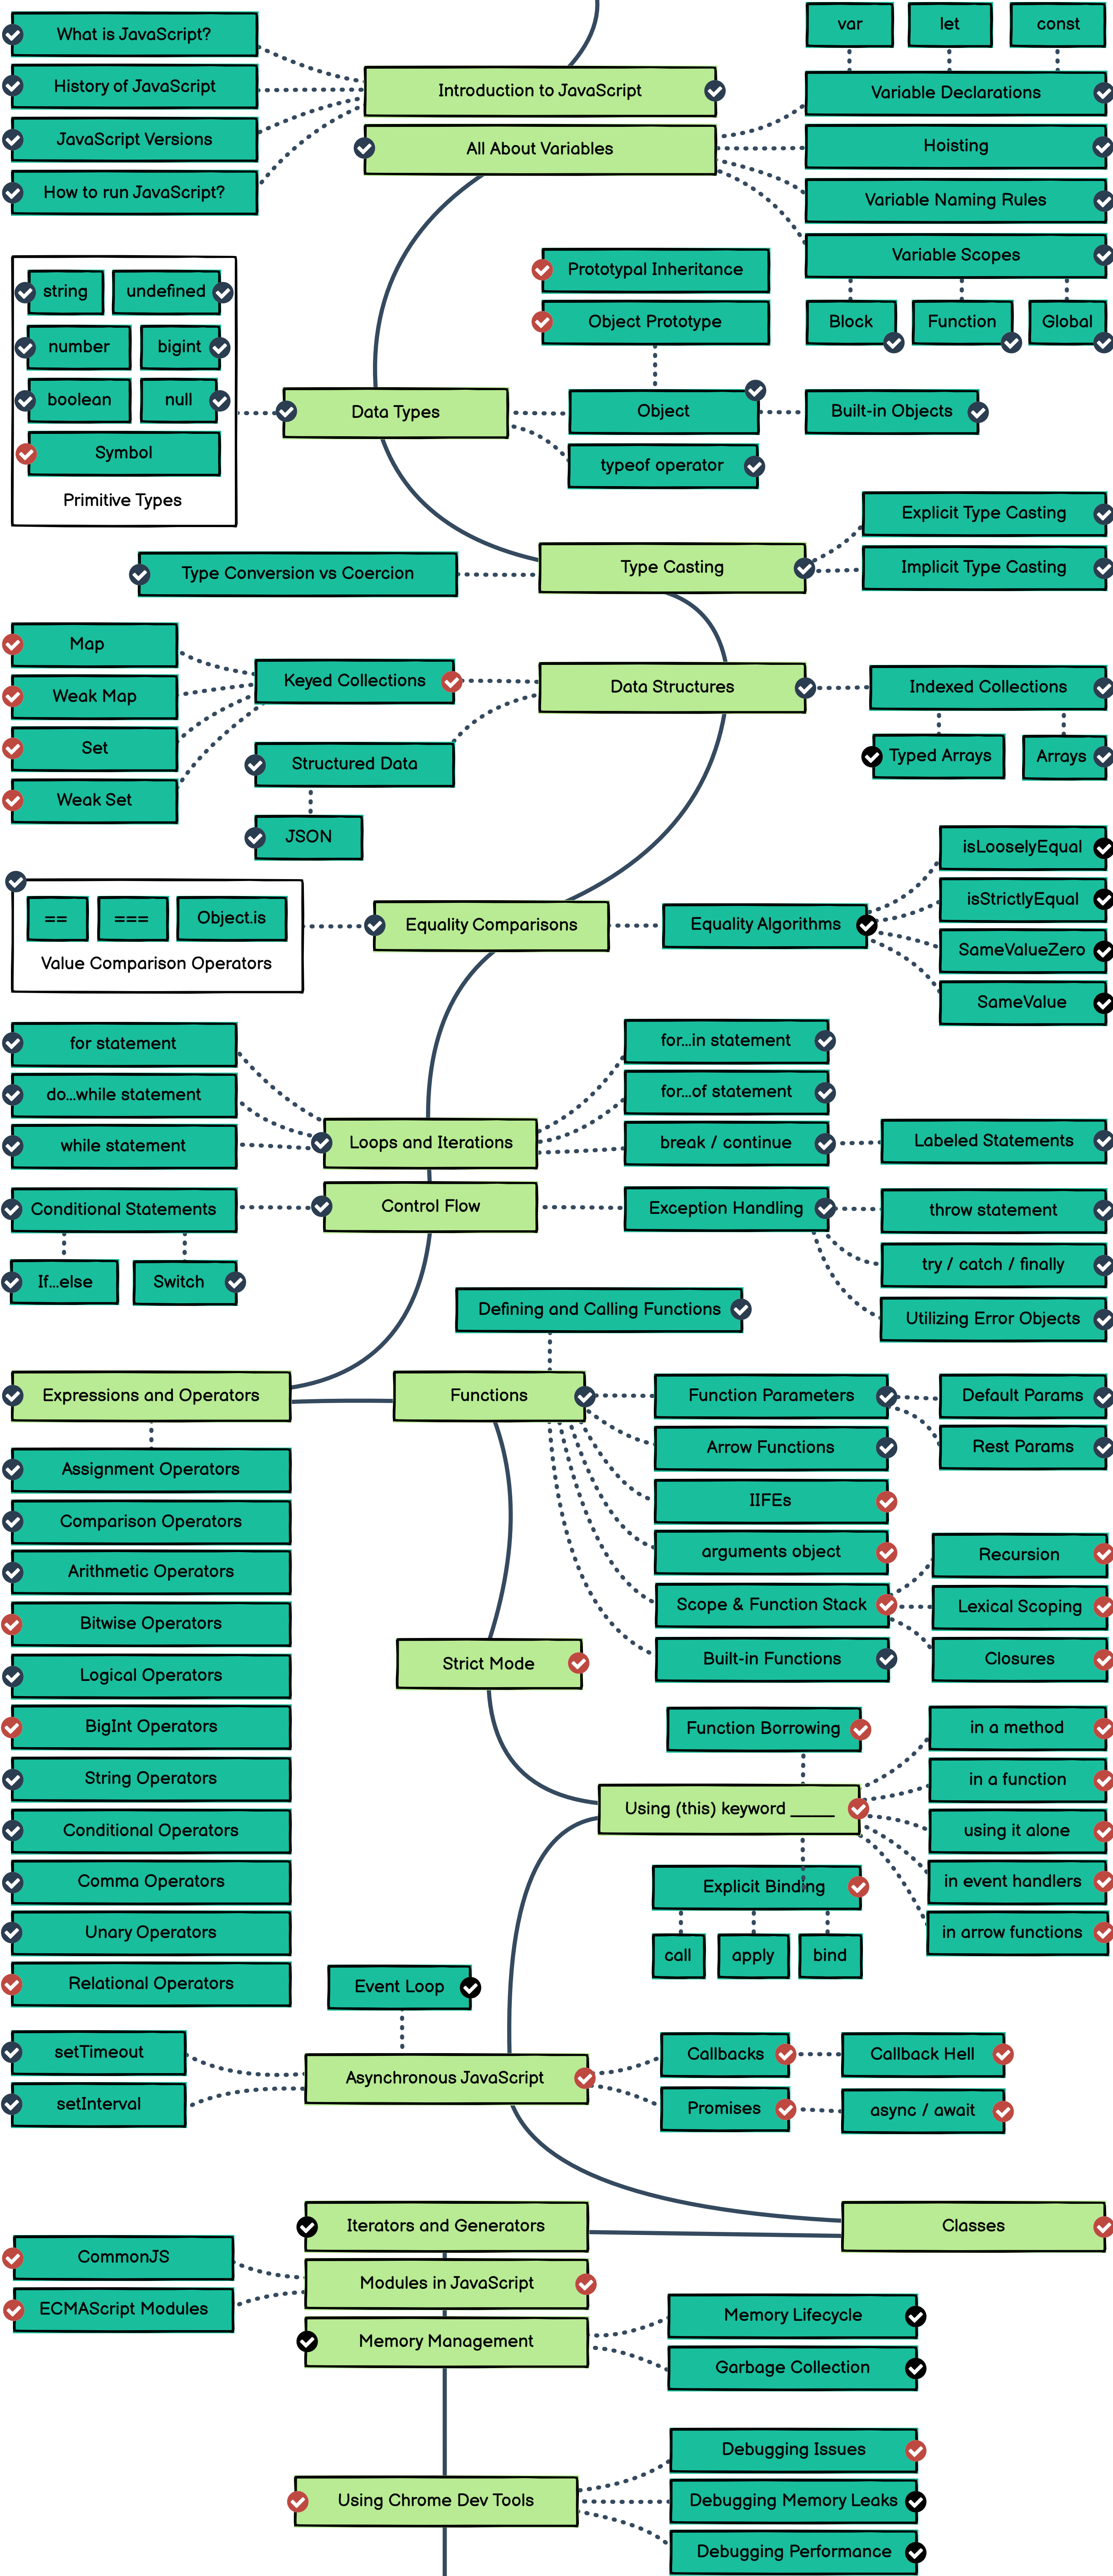 What is JavaScript?
History of JavaScript
JavaScript Versions
How to run JavaScript?
Introduction to JavaScript
All About Variables
var
let
const
Variable Declarations
Hoisting
Variable Naming Rules
Variable Scopes
Block
Function
Global
string
undefined
number
bigint
boolean
null
Symbol
Primitive Types
Prototypal Inheritance
Object Prototype
Data Types
Object
Built-in Objects
typeof operator
Explicit Type Casting
Type Conversion vs Coercion
Type Casting
Implicit Type Casting
Map
Weak Map
Set
Weak Set
Keyed Collections
Data Structures
Indexed Collections
Structured Data
JSON
Typed Arrays
Arrays
==
===
Object.is
Value Comparison Operators
Equality Comparisons
Equality Algorithms
isLooselyEqual
isStrictlyEqual
SameValueZero
SameValue
for statement
do...while statement
while statement
Loops and Iterations
for...in statement
for...of statement
break / continue
Labeled Statements
Conditional Statements
Control Flow
Exception Handling
throw statement
try / catch / finally
Utilizing Error Objects
If...else
Switch
Defining and Calling Functions
Expressions and Operators
Functions
Function Parameters
Default Params
Rest Params
Arrow Functions
IIFEs
arguments object
Scope & Function Stack
Built-in Functions
Recursion
Lexical Scoping
Closures
Assignment Operators
Comparison Operators
Arithmetic Operators
Bitwise Operators
Logical Operators
BigInt Operators
String Operators
Conditional Operators
Comma Operators
Unary Operators
Relational Operators
Strict Mode
Function Borrowing
Using (this) keyword _____
in a method
in a function
using it alone
in event handlers
in arrow functions
Explicit Binding
call
apply
bind
Event Loop
setTimeout
setInterval
Asynchronous JavaScript
Callbacks
Callback Hell
Promises
async / await
Iterators and Generators
Classes
CommonJS
ECMAScript Modules
Modules in JavaScript
Memory Management
Memory Lifecycle
Garbage Collection
Using Chrome Dev Tools
Debugging Issues
Debugging Memory Leaks
Debugging Performance